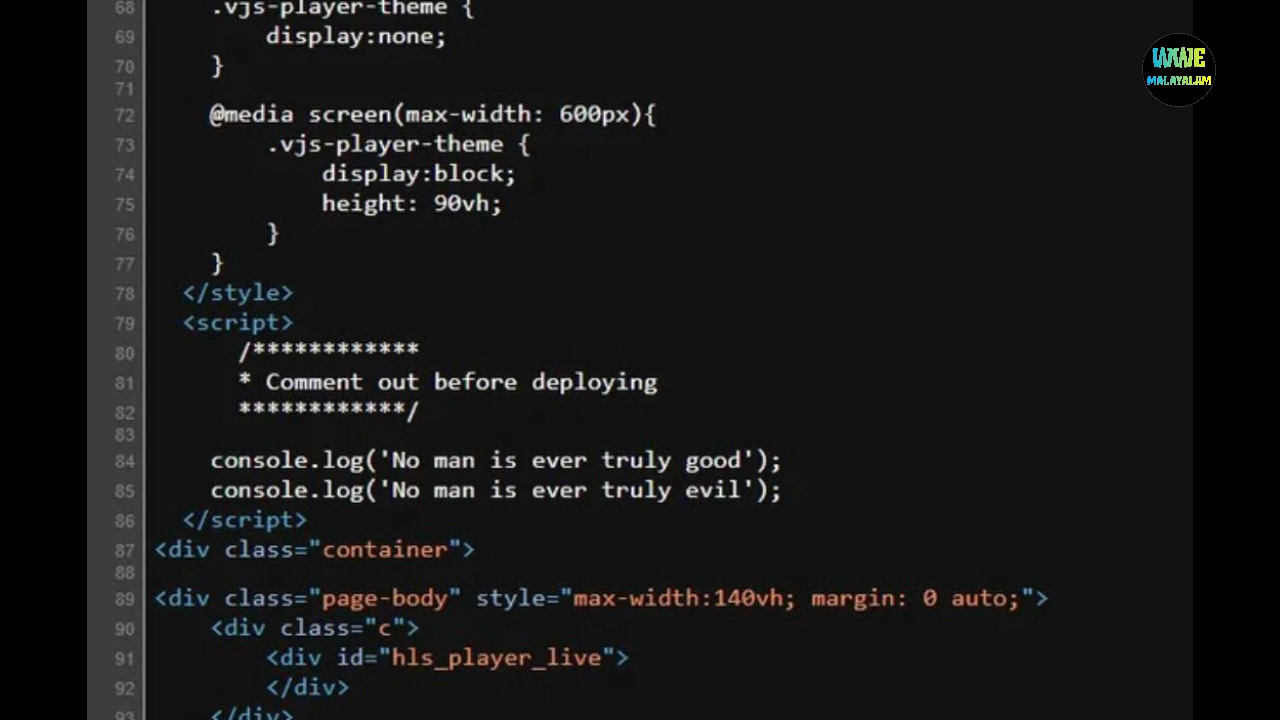 68 .vjs-player-theme {
69 display:none;
70 }
71
72 @media screen(max-width: 600px){
73 .vjs-player-theme {
74 display:block;
75 height: 90vh;
76 }
77 }
78 </style>
79 <script>
80 /************
81 * Comment out before deploying
82 ************/
83
84 console.log('No man is ever truly good');
85 console.log('No man is ever truly evil');
86 </script>
87 <div class="container">
88
89 <div class="page-body" style="max-width:140vh; margin: 0 auto;">
90 <div class="c">
91 <div id="hls_player_live">
92 </div>
93 </div>
WWE
MALAYALAM